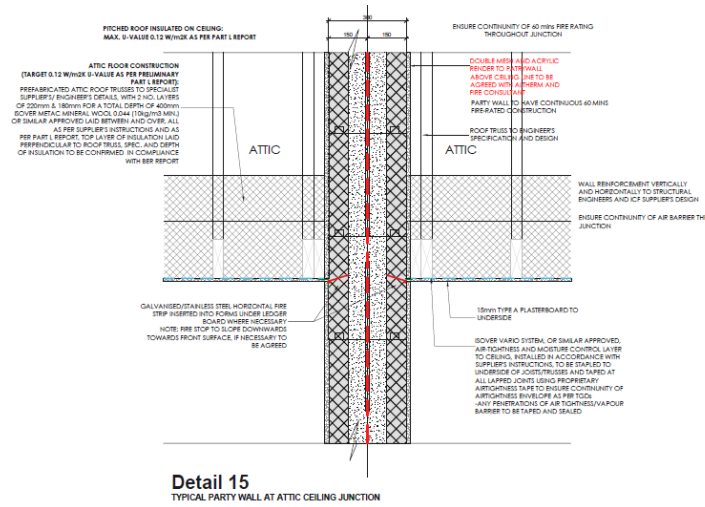 PITCHED ROOF INSULATED ON CEILING:
MAX. U-VALUE 0.12 W/m2K AS PER PART L REPORT
300
150
150
ENSURE CONTINUITY OF 60 mins FIRE RATING
THROUGHOUT JUNCTION
ATTIC FLOOR CONSTRUCTION
(TARGET 0.12 W/m2K U-VALUE AS PER PRELIMINARY
PART L REPORT):
PREFABRICATED ATTIC ROOF TRUSSES TO SPECIALIST
SUPPLIER'S/ ENGINEER'S DETAILS, WITH 2 NO. LAYERS
OF 220mm & 180mm FOR A TOTAL DEPTH OF 400mm
ISOVER METAC MINERAL WOOL 0.044 (10kg/m3 MIN.)
OR SIMILAR APPROVED LAID BETWEEN AND OVER, ALL
AS PER SUPPLIER'S INSTRUCTIONS AND AS
PER PART L REPORT, TOP LAYER OF INSULATION LAID
PERPENDICULAR TO ROOF TRUSS. SPEC. AND DEPTH
OF INSULATION TO BE CONFIRMED IN COMPLIANCE
WITH BER REPORT
DOUBLE MESH AND ACRYLIC
RENDER TO PARTYWALL
ABOVE CEILING LINE TO BE
AGREED WITH
FIRE CONSULTANT
PARTY WALL TO HAVE CONTINUOUS 60 MINS
FIRE-RATED CONSTRUCTION
ROOF TRUSS TO ENGINEER'S
SPECIFICATION AND DESIGN
ATTIC
ATTIC
WALL REINFORCEMENT VERTICALLY
AND HORIZONTALLY TO STRUCTURAL
ENGINEERS AND ICF SUPPLIER'S DESIGN
ENSURE CONTINUITY OF AIR BARRIER
JUNCTION
GALVANISED/STAINLESS STEEL HORIZONTAL FIRE
STRIP INSERTED INTO FORMS UNDER LEDGER
BOARD WHERE NECESSARY
NOTE: FIRE STOP TO SLOPE DOWNWARDS
TOWARDS FRONT SURFACE, IF NECESSARY TO
BE AGREED
15mm TYPE A PLASTERBOARD TO
UNDERSIDE
ISOVER VARIO SYSTEM, OR SIMILAR APPROVED,
AIR-TIGHTNESS AND MOISTURE CONTROL LAYER
TO CEILING, INSTALLED IN ACCORDANCE WITH
SUPPLIER'S INSTRUCTIONS, TO BE STAPLED TO
UNDERSIDE OF JOISTS/TRUSSES AND TAPED AT
ALL LAPPED JOINTS USING PROPRIETARY
AIRTIGHTNESS TAPE TO ENSURE CONTINUITY OF
AIRTIGHTNESS ENVELOPE AS PER TGDs
-ANY PENETRATIONS OF AIR TIGHTNESS/VAPOUR
BARRIER TO BE TAPED AND SEALED
Detail 15
TYPICAL PARTY WALL AT ATTIC CEILING JUNCTION